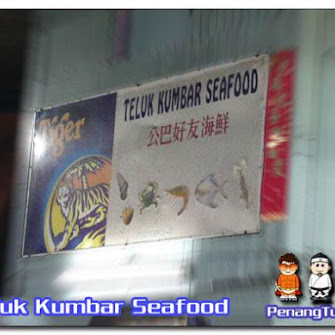 Tiger
TELUK KUMBAR SEAFOOD
公巴好友海鮮
uk Kumbar Seafood
PenangTu